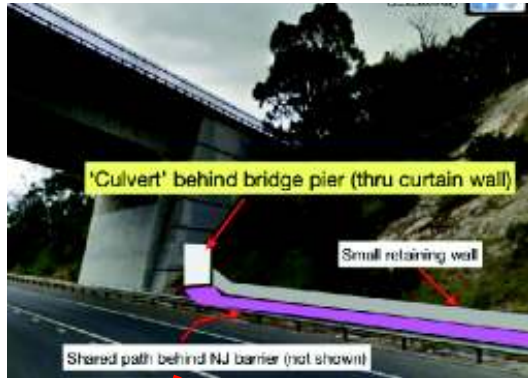 'Culvert' behind bridge pier (thru curtain wall)
Small retaining wall
Shared path behind NJ barrier (not shown)